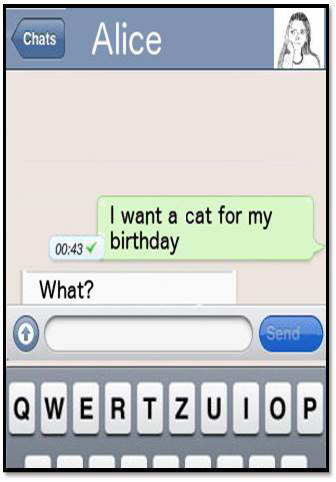 Chats
Alice
I want a cat for my
birthday
00:43
What?
Send
Q W E R T Z U I O P